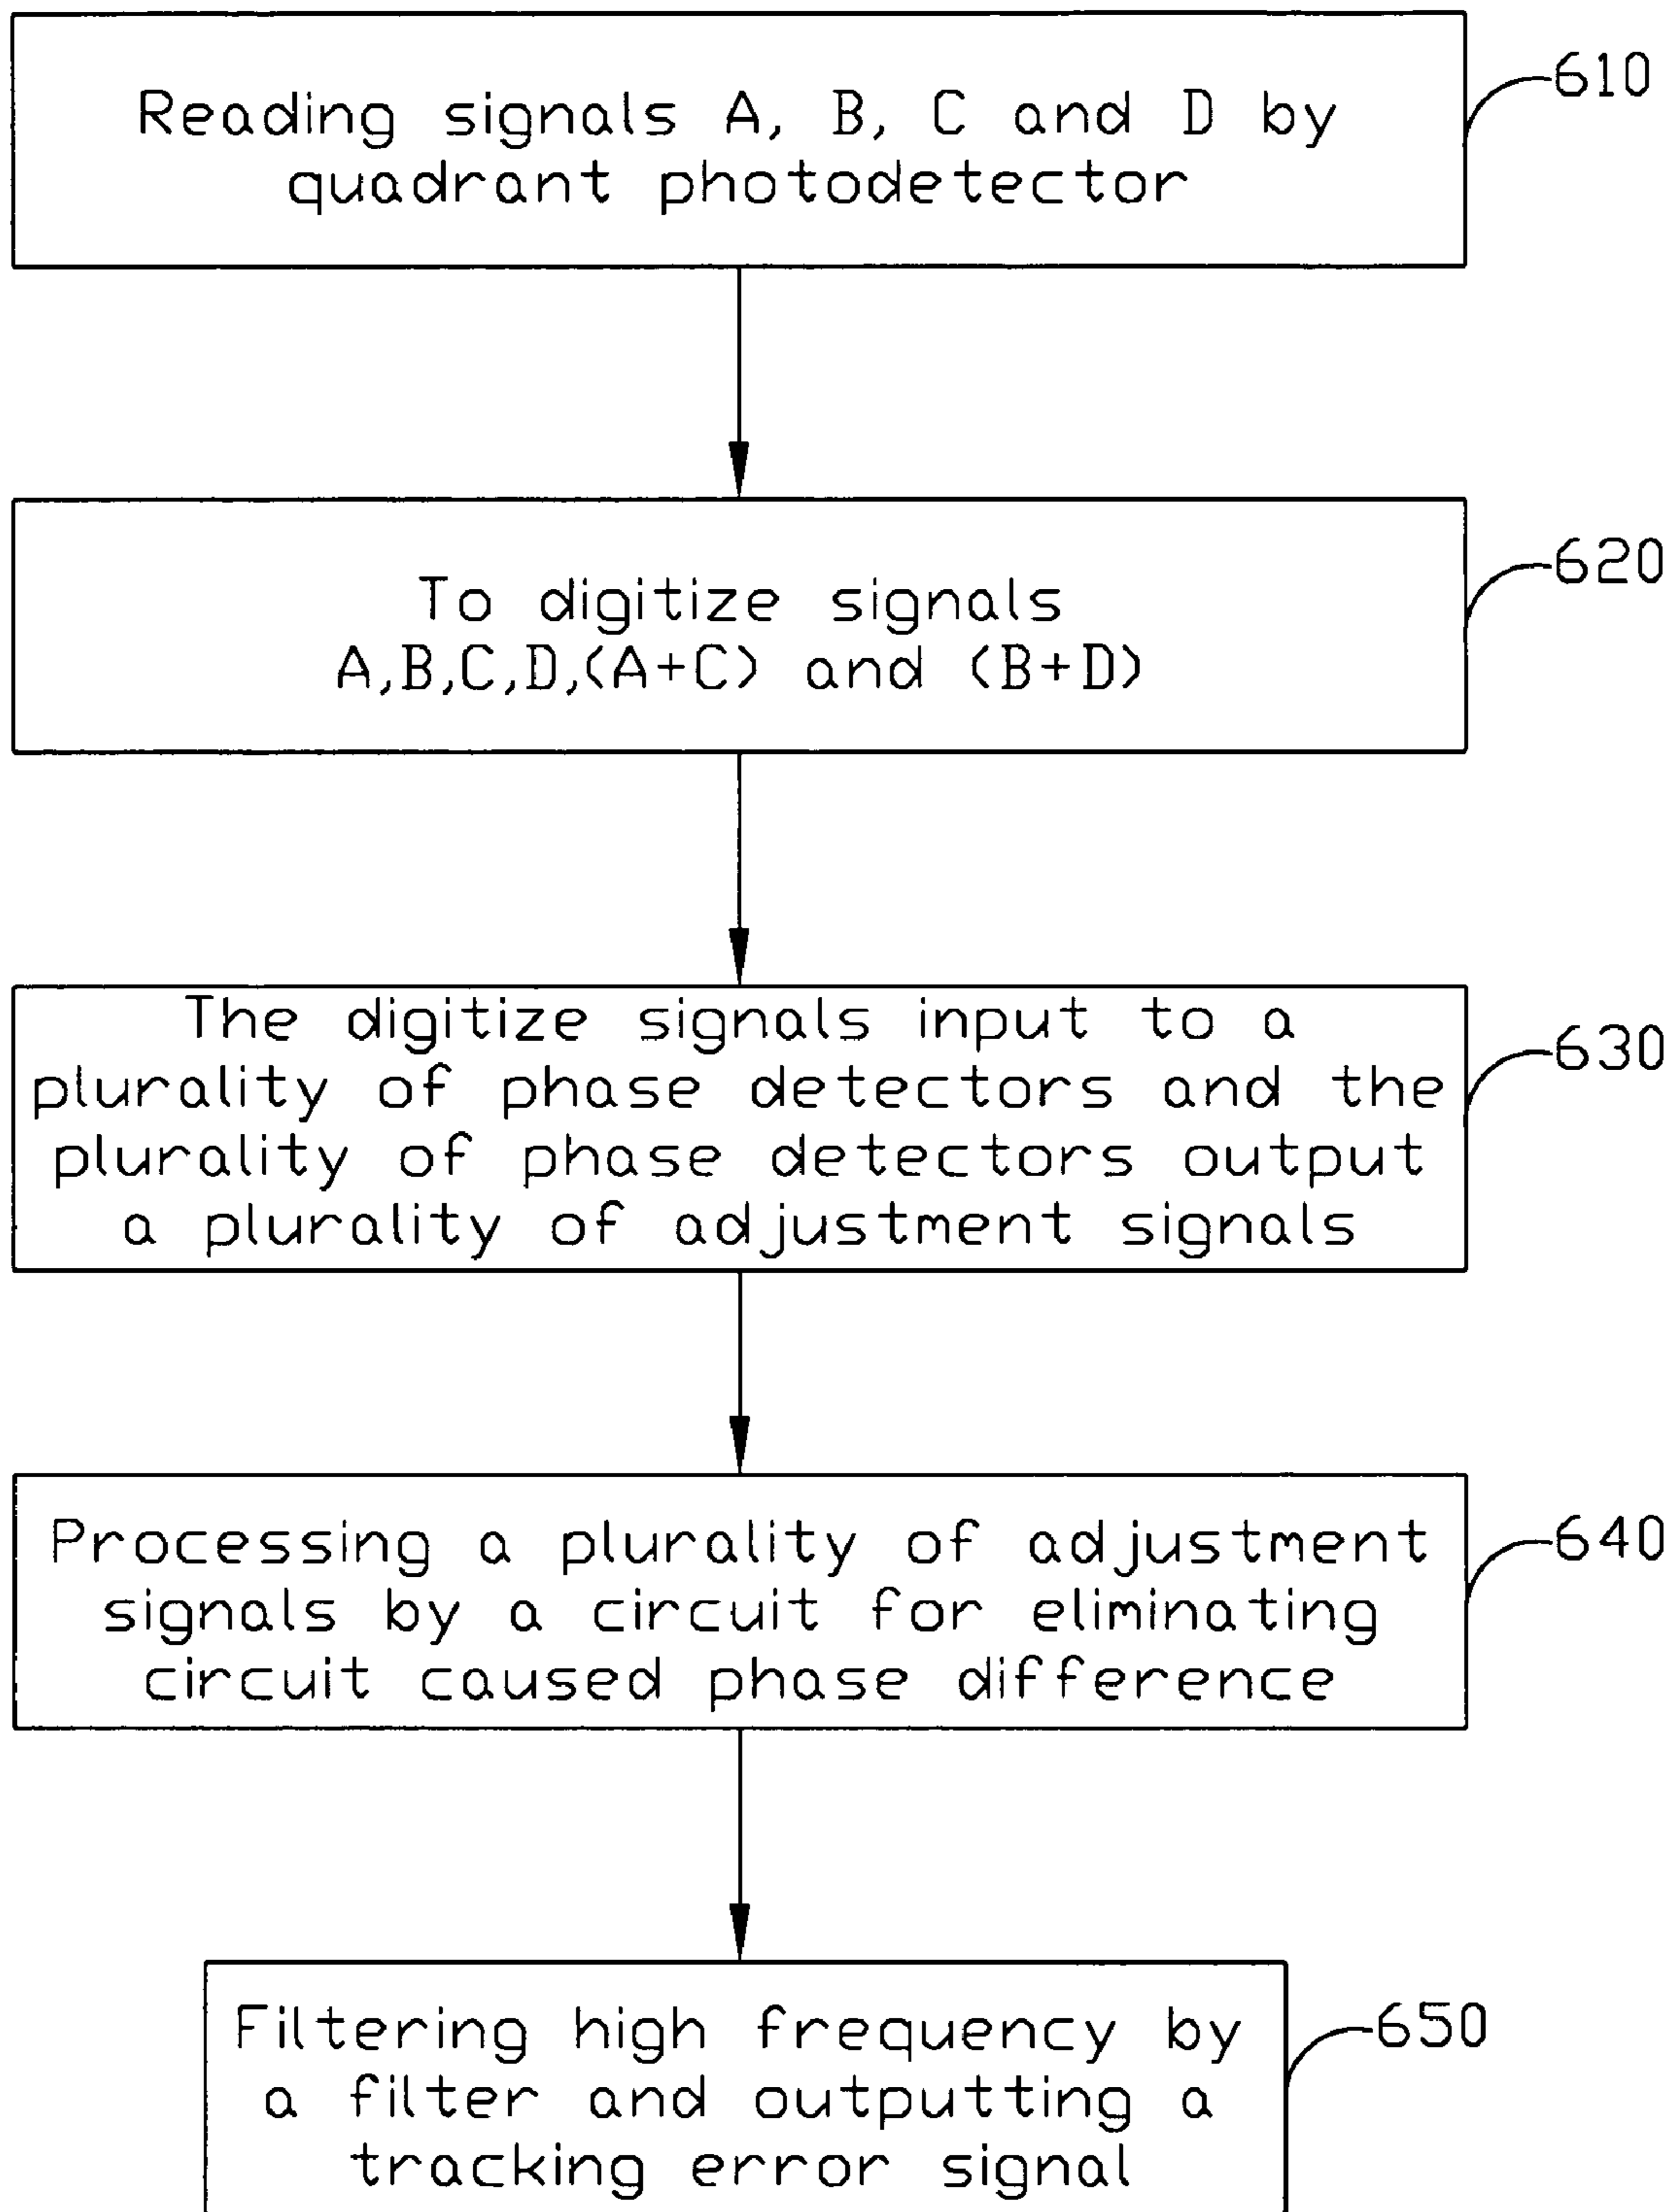 Reading signals A, B, C and D by
quadrant photodetector
610
To digitize signals
A,B,C,D,(A+C) and (B+D)
620
The digitize signals input to a
plurality of phase detectors and the
plurality of phase detectors output
a plurality of adjustment signals
630
Processing a plurality of adjustment
signals by a circuit for eliminating
circuit caused phase difference
640
Filtering high frequency by
a filter and outputting a
tracking error signal
650